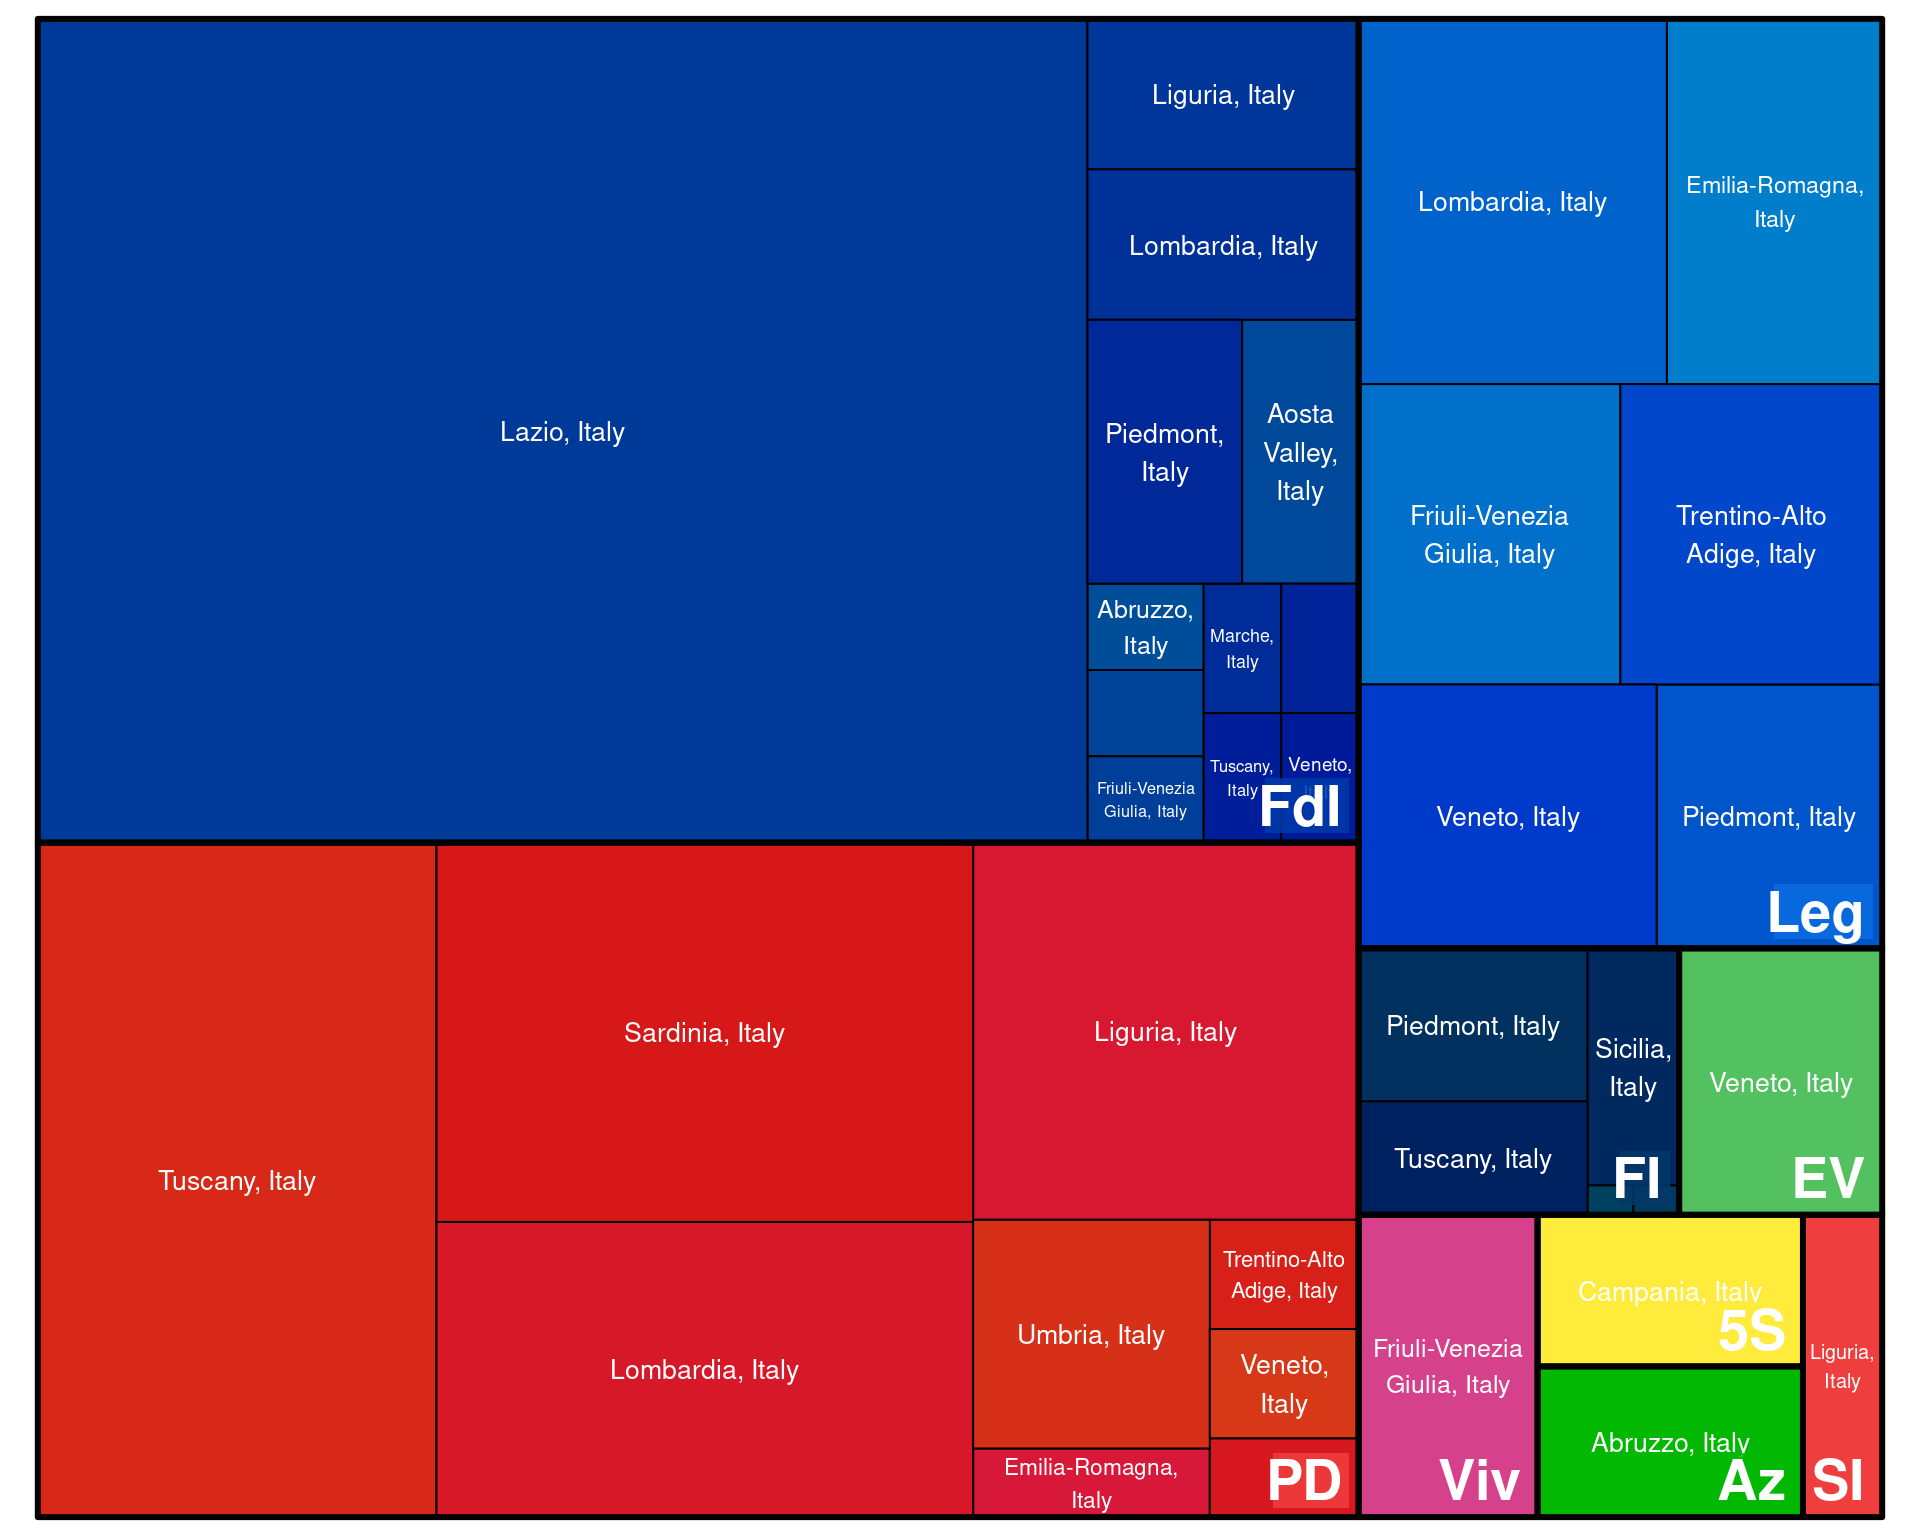 Lazio, Italy
Liguria, Italy
Lombardia, Italy
Piedmont,
Italy
Aosta
Valley,
Italy
Abruzzo,
Italy
Marche,
Italy
Friuli-Venezia
Giulia, Italy
Tuscany,
Italy
Veneto,
FdI
Lombardia, Italy
Emilia-Romagna,
Italy
Friuli-Venezia
Giulia, Italy
Trentino-Alto
Adige, Italy
Veneto, Italy
Piedmont, Italy
Leg
Tuscany, Italy
Sardinia, Italy
Liguria, Italy
Lombardia, Italy
Umbria, Italy
Trentino-Alto
Adige, Italy
Veneto,
Italy
Emilia-Romagna,
Italy
PD
Piedmont, Italy
Sicilia,
Italy
Tuscany, Italy
FI
Veneto, Italy
EV
Friuli-Venezia
Giulia, Italy
Viv
Campania, Italy
5S
Abruzzo, Italy
Az
Liguria,
Italy
SI